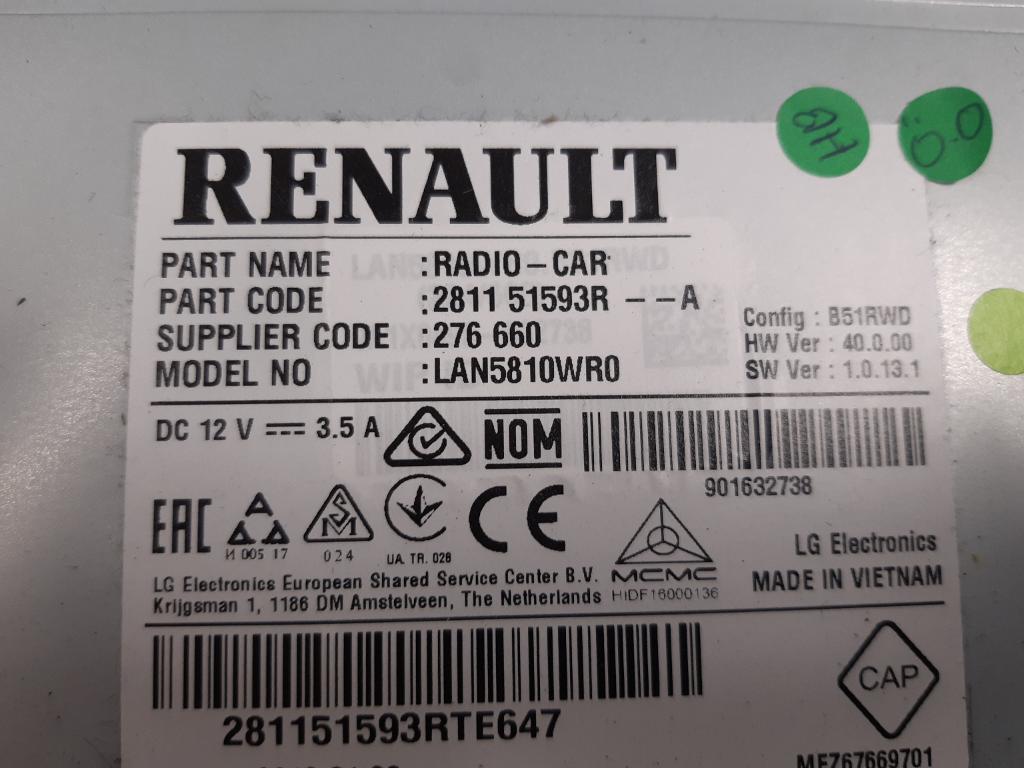 RENAULT
PART NAME : RADIO-CAR
PART CODE : 2811 51593R --A
SUPPLIER CODE : 276 660
MODEL NO : LAN5810WR0
Config : B51RWD
HW Ver : 40.0.00
SW Ver : 1.0.13.1
DC 12 V 3.5 A
NOM
901632738
EAC
И 005 17
SM
024
UA. TR. 028
CE
MCMC
HIDF16000136
LG Electronics
MADE IN VIETNAM
LG Electronics European Shared Service Center B.V.
Krijgsman 1, 1186 DM Amstelveen, The Netherlands
281151593RTE647
CAP
MEZ67669701